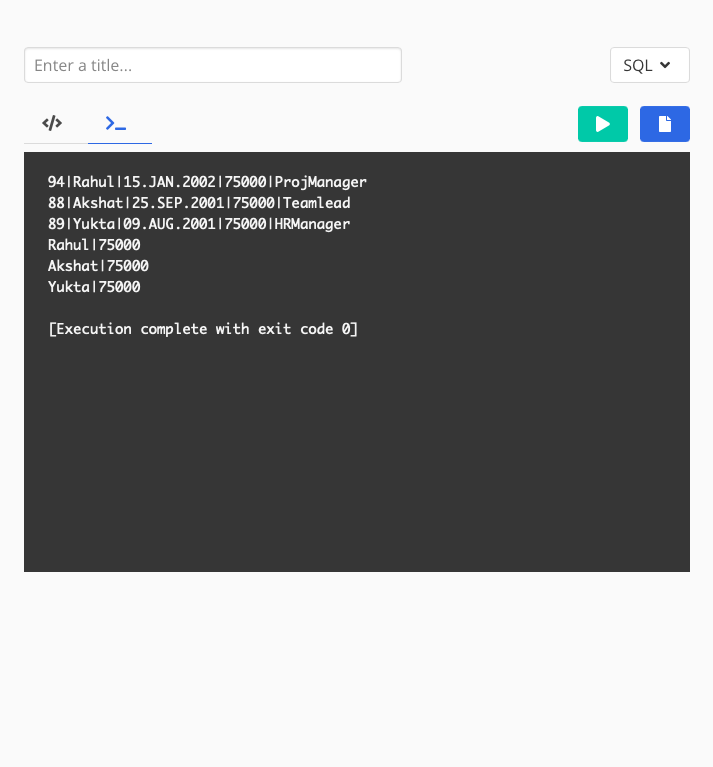 Enter a title...
SQL
94|Rahul|15.JAN.2002|75000|ProjManager
88|Akshat|25.SEP.2001|75000|Teamlead
89|Yukta|09.AUG.2001|75000|HRManager
Rahul|75000
Akshat|75000
Yukta|75000
[Execution complete with exit code 0]